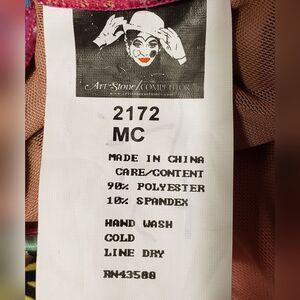 Art Stone/COMPETITOR
2172
MC
MADE IN CHINA
CARE/CONTENT
90% POLYESTER
10% SPANDEX
HAND WASH
COLD
LINE DRY
RN43580